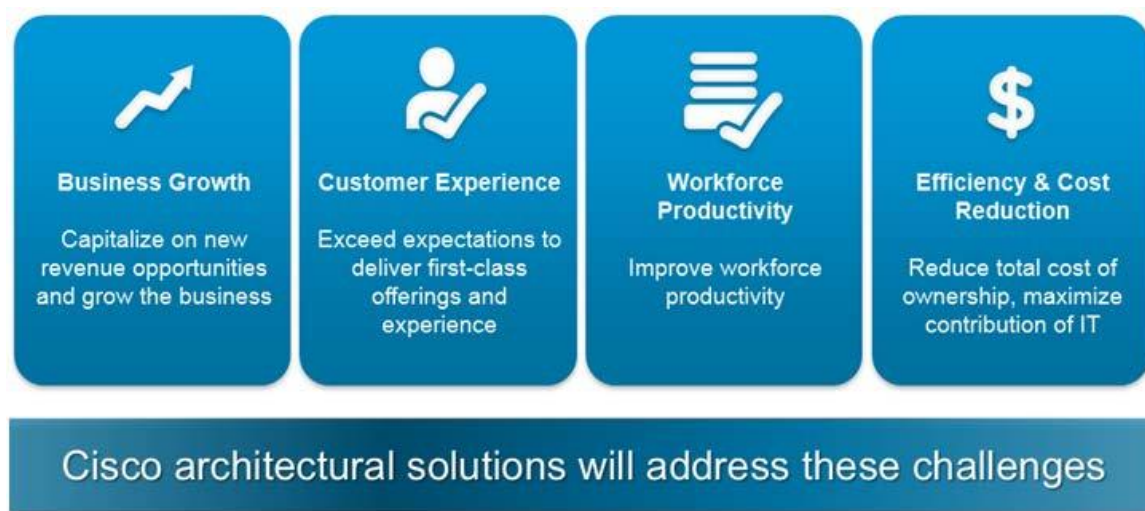 Business Growth
Capitalize on new
revenue opportunities
and grow the business
Customer Experience
Exceed expectations to
deliver first-class
offerings and
experience
Workforce
Productivity
Improve workforce
productivity
$
Efficiency & Cost
Reduction
Reduce total cost of
ownership, maximize
contribution of IT
Cisco architectural solutions will address these challenges